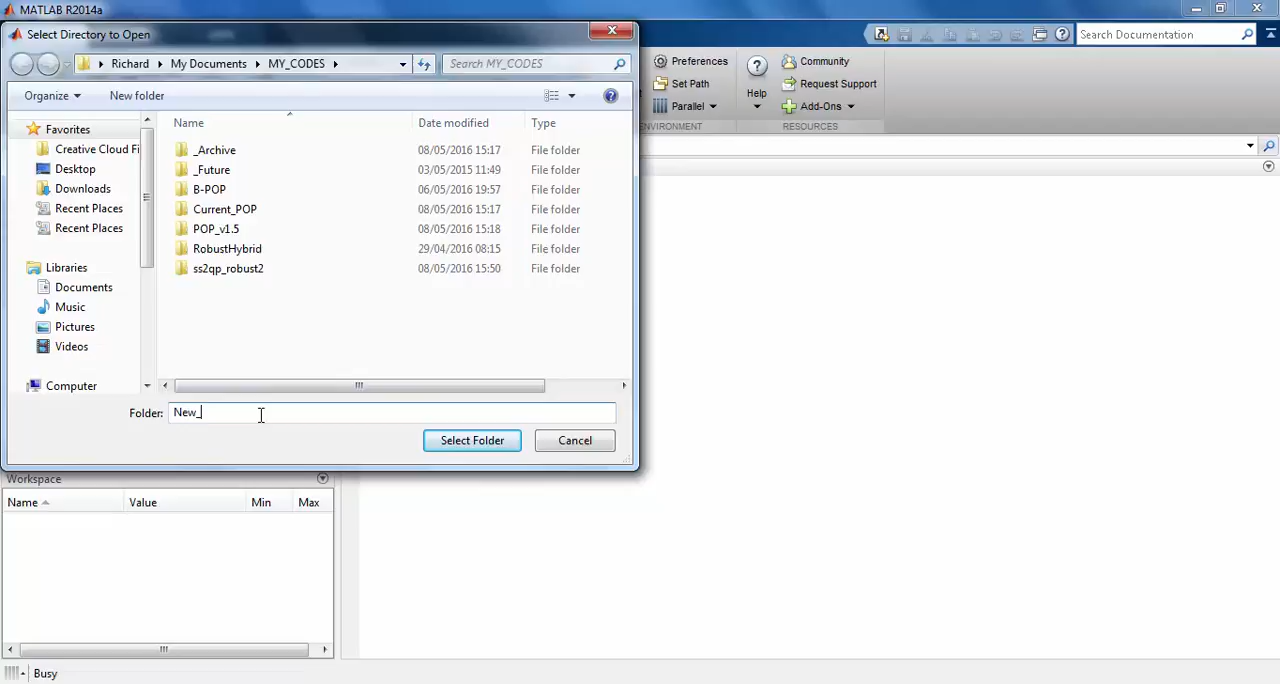 MATLAB R2014a
Select Directory to Open
Richard My Documents MY_CODES Search MY_CODES
Search Documentation
Organize New folder
Preferences Community
Set Path Help Request Support
Parallel Add-Ons
RESOURCES
Name Date modified Type
Favorites
Creative Cloud Fi
Desktop
Downloads
Recent Places
Recent Places
Libraries
Documents
Music
Pictures
Videos
Computer
_Archive 08/05/2016 15:17 File folder
_Future 03/05/2015 11:49 File folder
B-POP 06/05/2016 19:57 File folder
Current_POP 08/05/2016 15:17 File folder
POP_v1.5 08/05/2016 15:18 File folder
RobustHybrid 29/04/2016 08:15 File folder
ss2qp_robust2 08/05/2016 15:50 File folder
Folder: New_
Select Folder Cancel
Workspace
Name Value Min Max
Busy